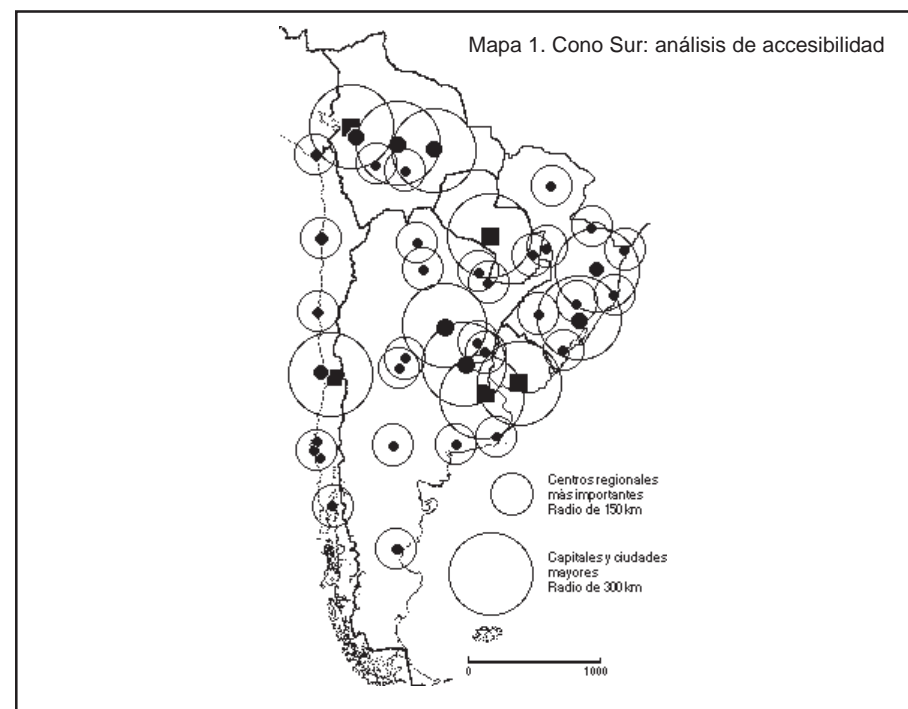 Mapa 1. Cono Sur: análisis de accesibilidad
Centros regionales
más importantes
Radio de 150 km
Capitales y ciudades
mayores
Radio de 300 km
0 1000